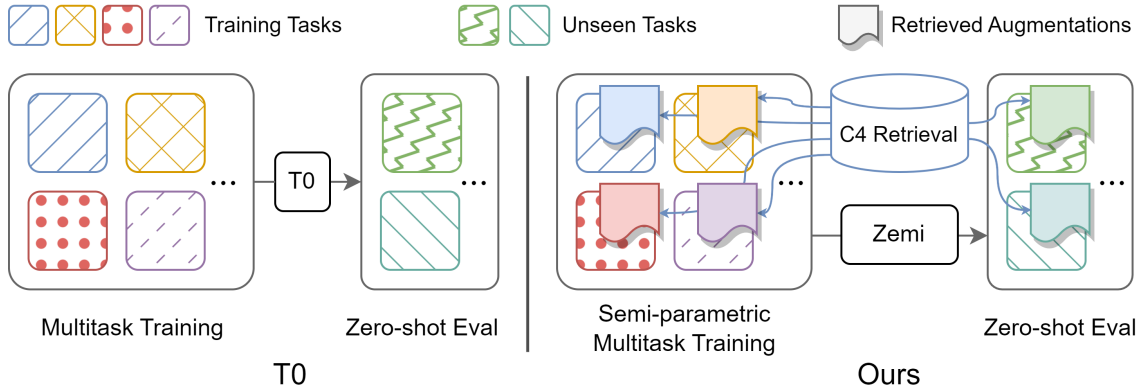 Training Tasks
Unseen Tasks
Retrieved Augmentations
...
T0
...
Multitask Training
Zero-shot Eval
T0
C4 Retrieval
...
Zemi
...
Semi-parametric
Multitask Training
Zero-shot Eval
Ours